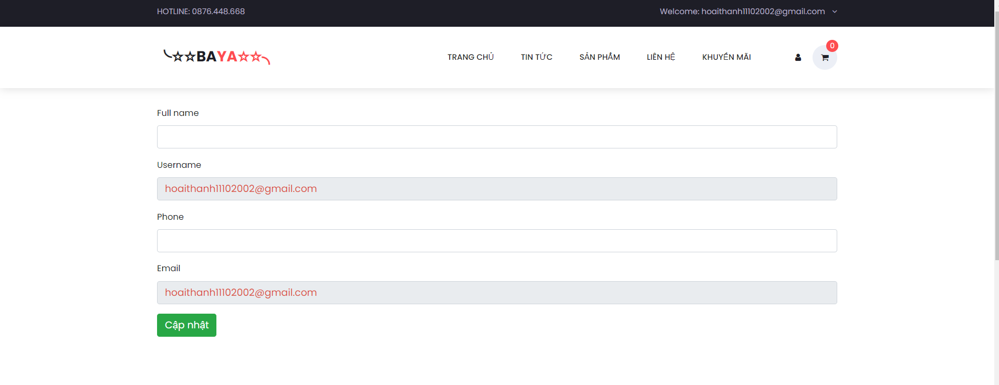 HOTLINE: 0876.448.668 Welcome: hoaithanh11102002@gmail.com
╰☆☆BAYA☆☆╮ TRANG CHỦ TIN TỨC SẢN PHẨM LIÊN HỆ KHUYẾN MÃI 0
Full name
Username
hoaithanh11102002@gmail.com
Phone
Email
hoaithanh11102002@gmail.com
Cập nhật